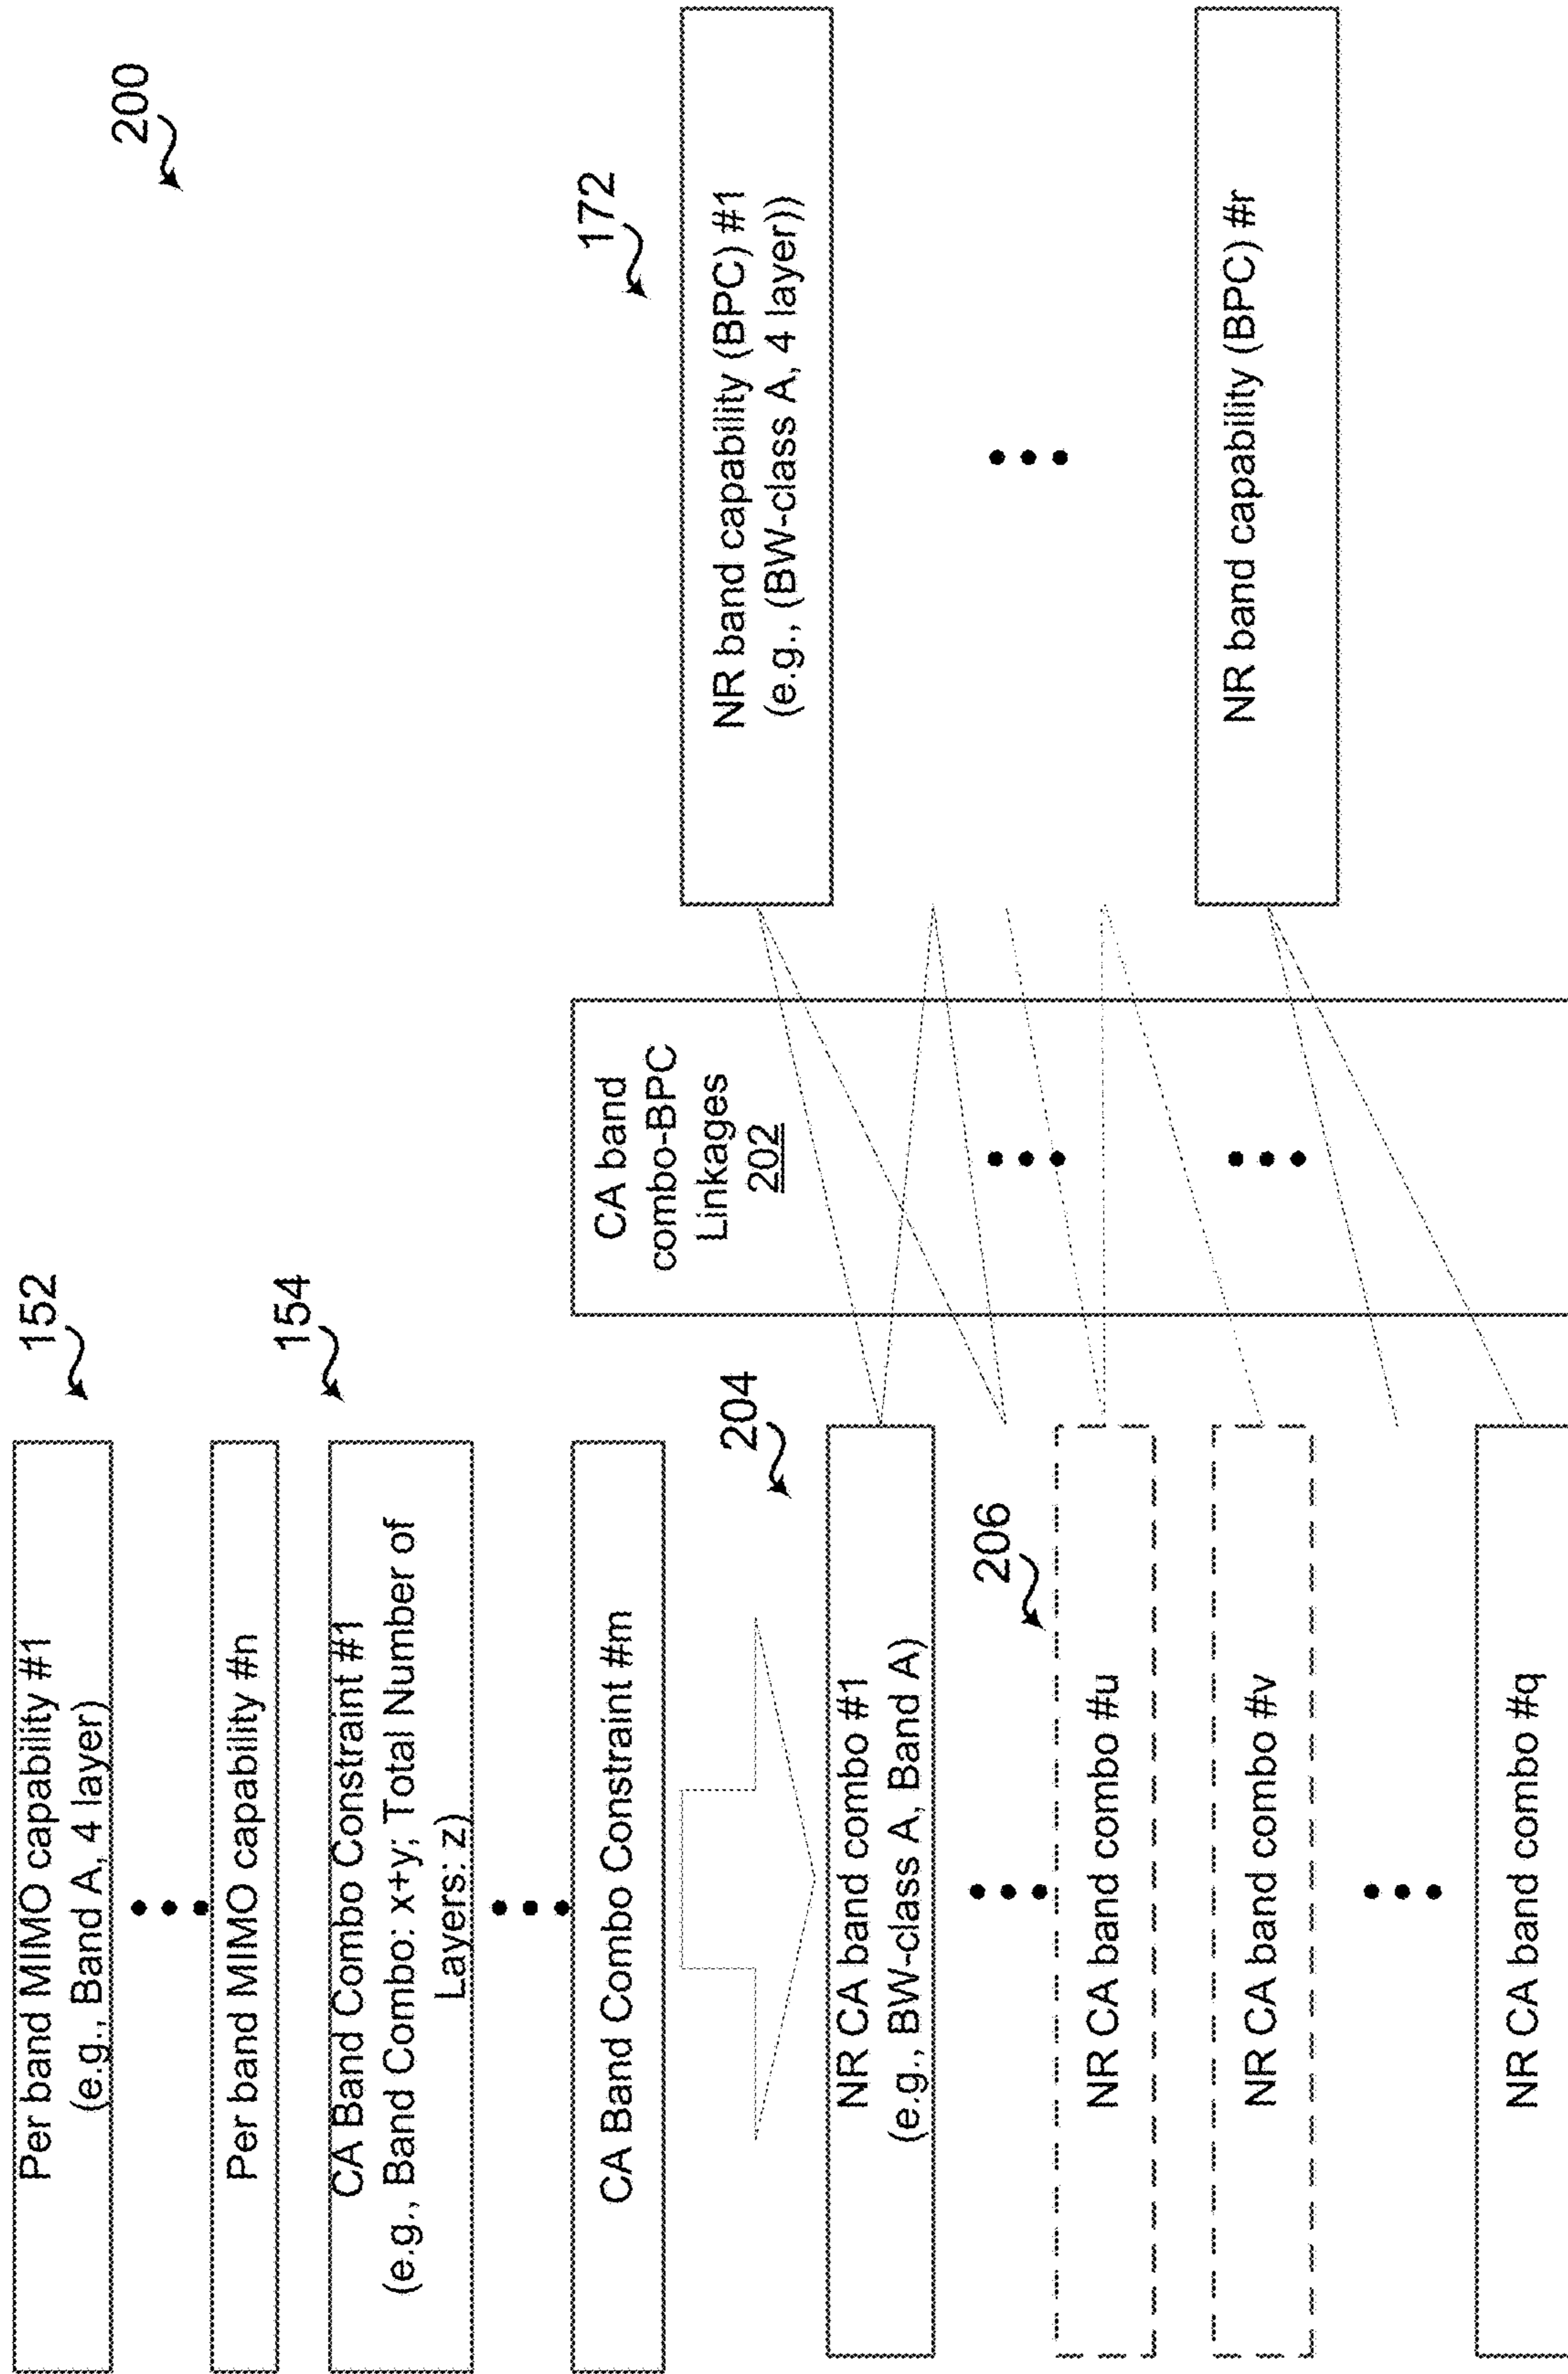 200
152
Per band MIMO capability #1
(e.g., Band A, 4 layer)
Per band MIMO capability #n
154
CA Band Combo Constraint #1
(e.g., Band Combo: x+y; Total Number of
Layers: z)
CA Band Combo Constraint #m
204
NR CA band combo #1
(e.g., BW-class A, Band A)
206
NR CA band combo #u
NR CA band combo #v
NR CA band combo #q
CA band
combo-BPC
Linkages
202
172
NR band capability (BPC) #1
(e.g., (BW-class A, 4 layer))
NR band capability (BPC) #r